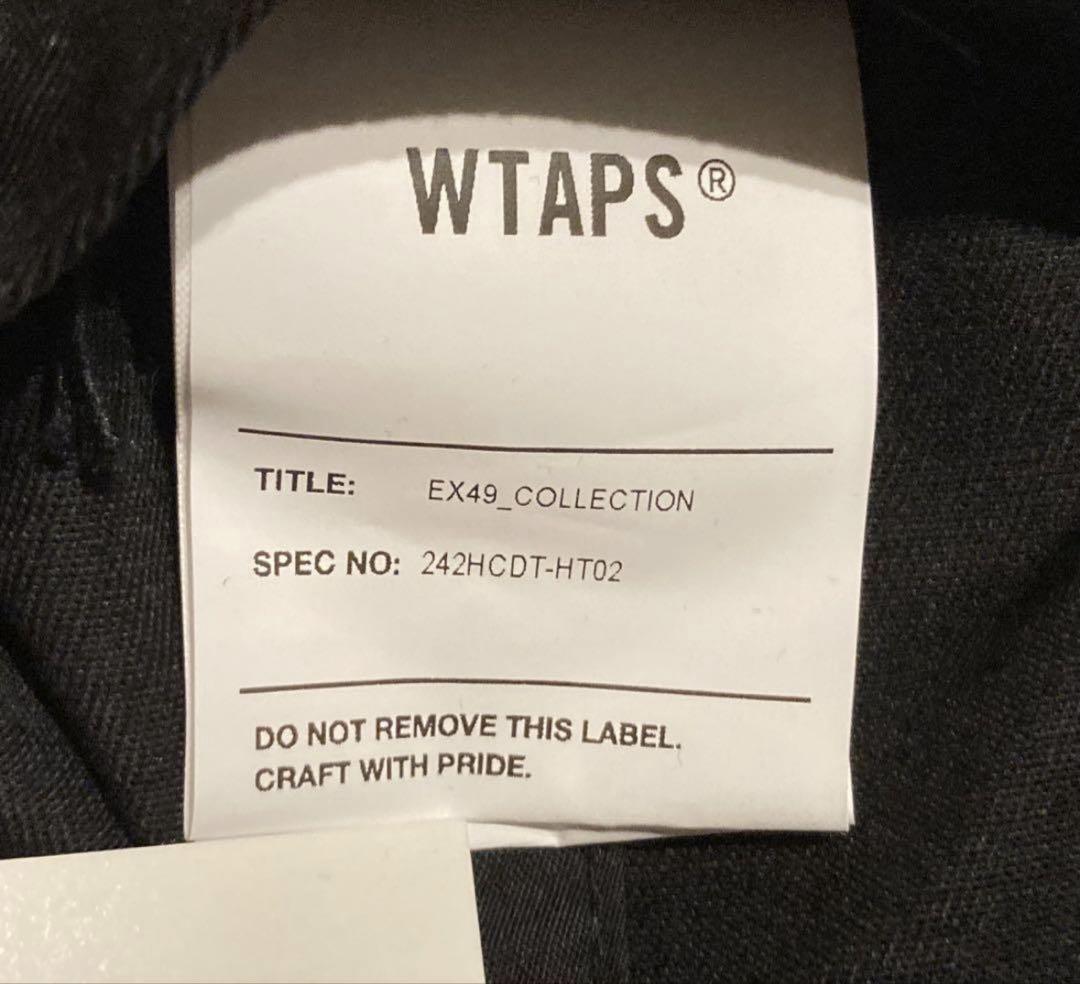 WTAPS®
TITLE: EX49_COLLECTION
SPEC NO: 242HCDT-HT02
DO NOT REMOVE THIS LABEL.
CRAFT WITH PRIDE.